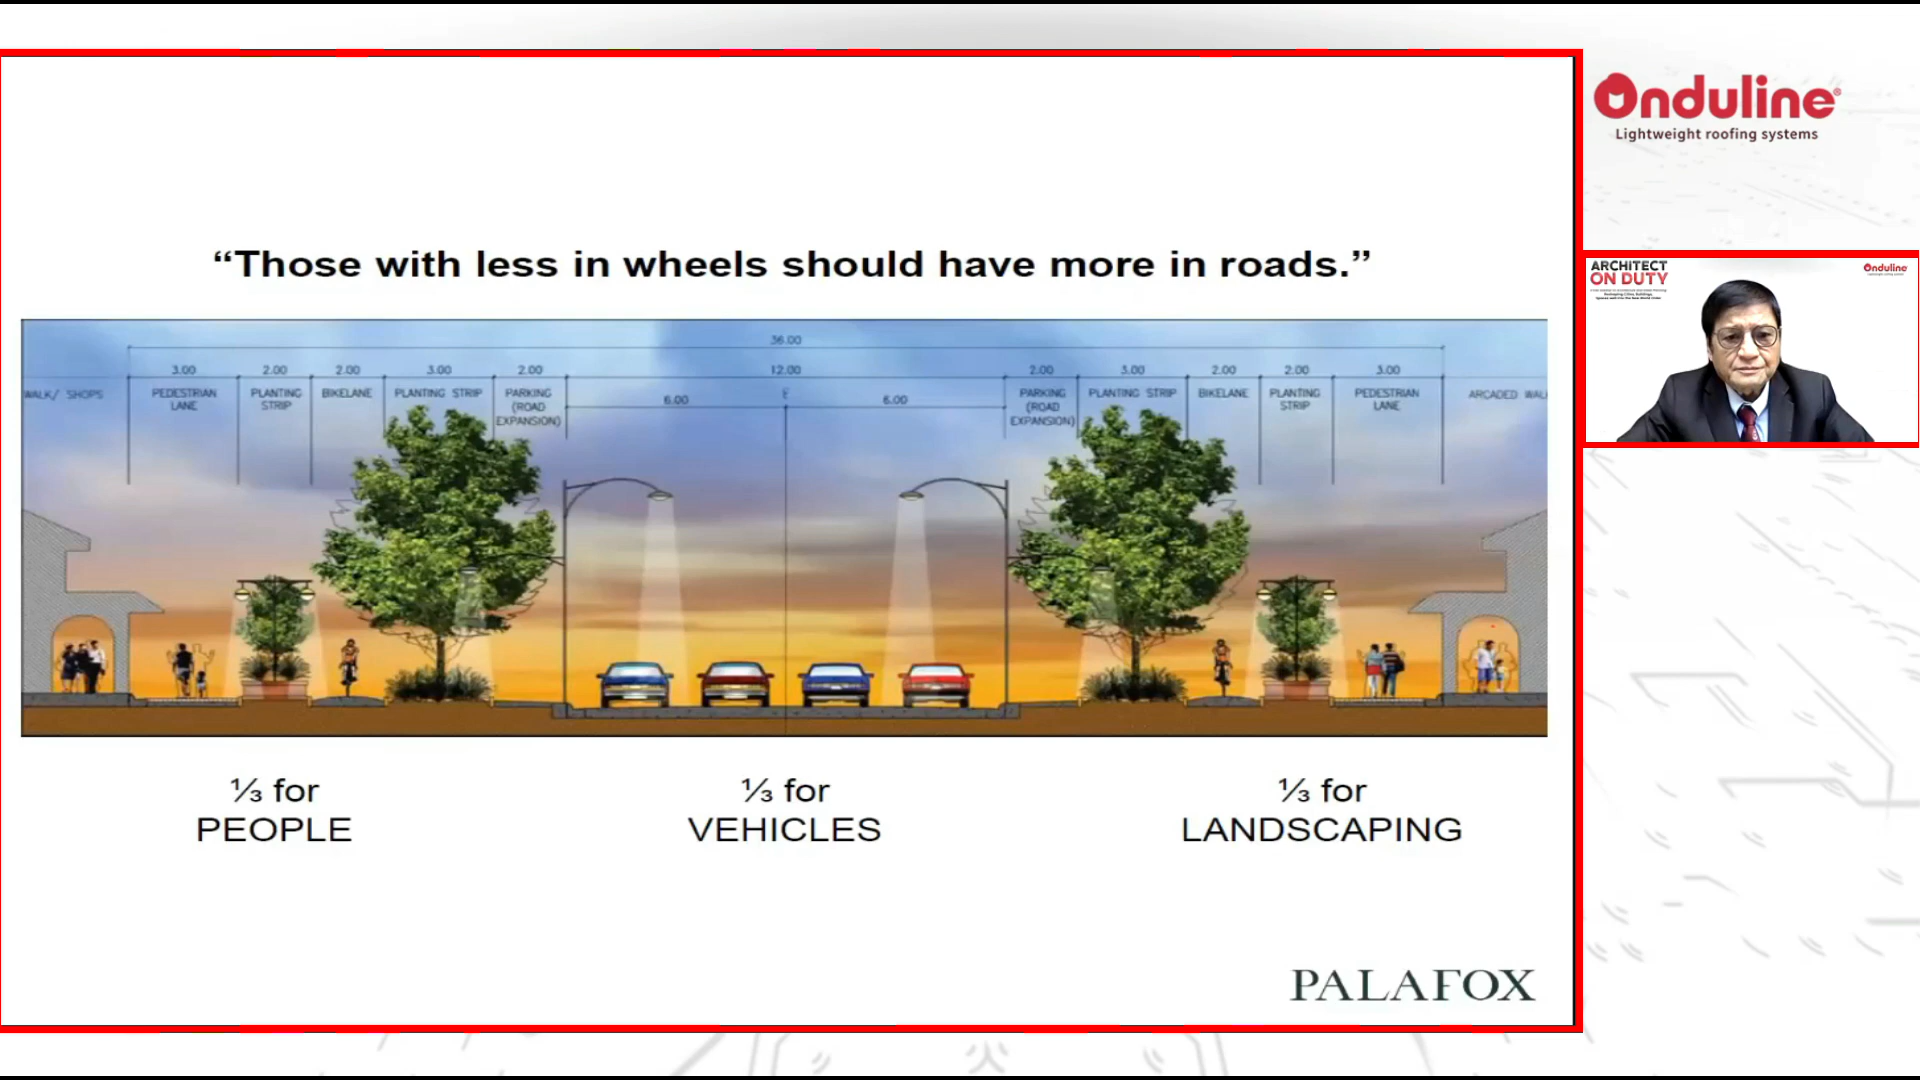 “Those with less in wheels should have more in roads.”
36.00
3.00 2.00 2.00 3.00 2.00 12.00 2.00 3.00 2.00 2.00 3.00
WALK/ SHOPS
PEDESTRIAN
LANE
PLANTING
STRIP
BIKELANE
PLANTING STRIP
PARKING
(ROAD
EXPANSION)
6.00
6.00
PARKING
(ROAD
EXPANSION)
PLANTING STRIP
BIKELANE
PLANTING
STRIP
PEDESTRIAN
LANE
ARCADED WALK
⅓ for
PEOPLE
⅓ for
VEHICLES
⅓ for
LANDSCAPING
PALAFOX
Onduline®
Lightweight roofing systems
ARCHITECT
ON DUTY
Onduline